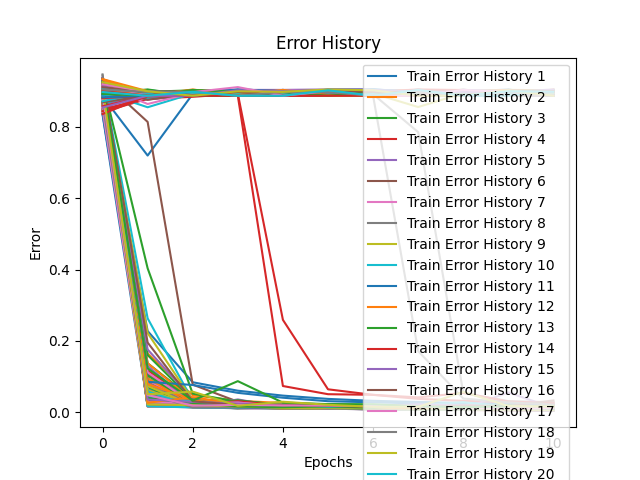 Error History
Error
0.8
0.6
0.4
0.2
0.0
0
2
4
6
8
10
Epochs
Train Error History 1
Train Error History 2
Train Error History 3
Train Error History 4
Train Error History 5
Train Error History 6
Train Error History 7
Train Error History 8
Train Error History 9
Train Error History 10
Train Error History 11
Train Error History 12
Train Error History 13
Train Error History 14
Train Error History 15
Train Error History 16
Train Error History 17
Train Error History 18
Train Error History 19
Train Error History 20